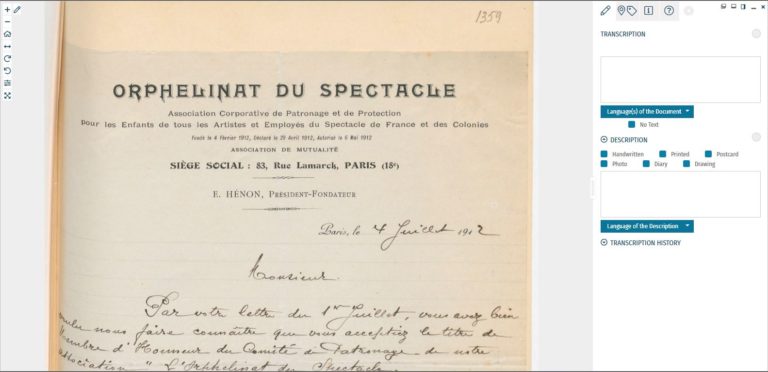 1359
ORPHELINAT DU SPECTACLE
Association Corporative de Patronage et de Protection
pour les Enfants de tous les Artistes et Employés du Spectacle de France et des Colonies
Fondé le 4 Février 1912, Déclaré le 29 Avril 1912, Autorisé le 6 Mai 1912
ASSOCIATION DE MUTUALITÉ
SIÈGE SOCIAL : 83, Rue Lamarck, PARIS (18e)
E. HÉNON, PRÉSIDENT-FONDATEUR
Paris, le 4 Juillet 1912
Monsieur.
Par votre lettre du 1er Juillet, vous avez bien
voulu nous faire connaître que vous acceptiez le titre de
Membre d'Honneur du Comité de Patronage de notre
association "L'Orphelinat du Spectacle
TRANSCRIPTION
Language(s) of the Document
No Text
DESCRIPTION
Handwritten Printed Postcard
Photo Diary Drawing
Language of the Description
TRANSCRIPTION HISTORY